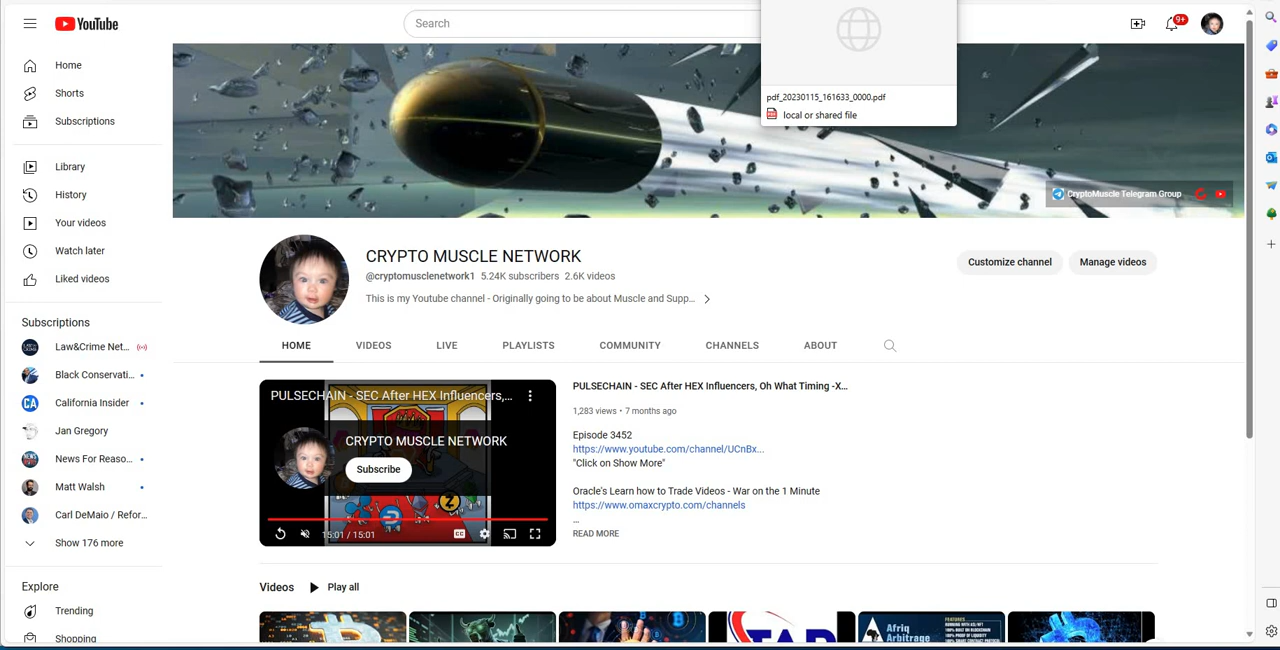 YouTube
Search
9+
pdf_20230115_161633_0000.pdf
local or shared file
Home
Shorts
Subscriptions
Library
History
Your videos
Watch later
Liked videos
Subscriptions
Law&Crime Net...
Black Conservati...
California Insider
CA
Jan Gregory
News For Reaso...
Matt Walsh
Carl DeMaio / Refor...
Show 176 more
Explore
Trending
Shopping
CryptoMuscle Telegram Group
CRYPTO MUSCLE NETWORK
@cryptomusclenetwork1 5.24K subscribers 2.6K videos
This is my Youtube channel - Originally going to be about Muscle and Supp...
Customize channel
Manage videos
HOME
VIDEOS
LIVE
PLAYLISTS
COMMUNITY
CHANNELS
ABOUT
PULSECHAIN - SEC After HEX Influencers,...
CRYPTO MUSCLE NETWORK
Subscribe
15:01 / 15:01
CC
PULSECHAIN - SEC After HEX Influencers, Oh What Timing -X...
1,283 views • 7 months ago
Episode 3452
https://www.youtube.com/channel/UCnBx...
"Click on Show More"
Oracle's Learn how to Trade Videos - War on the 1 Minute
https://www.omaxcrypto.com/channels
...
READ MORE
Videos
Play all
TAP
Afriq
Arbitrage
FEATURES